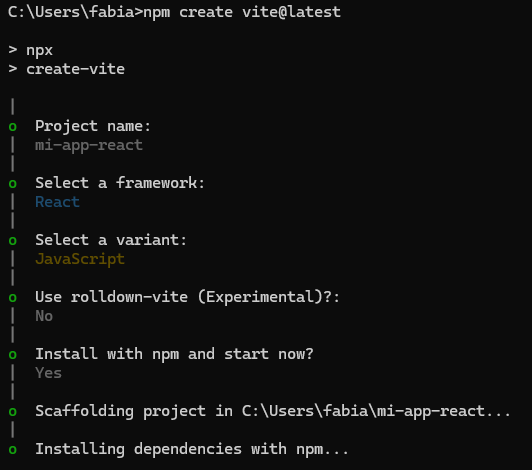 C:\Users\fabia>npm create vite@latest
> npx
> create-vite
|
o Project name:
| mi-app-react
|
o Select a framework:
| React
|
o Select a variant:
| JavaScript
|
o Use rolldown-vite (Experimental)?:
| No
|
o Install with npm and start now?
| Yes
|
o Scaffolding project in C:\Users\fabia\mi-app-react...
|
o Installing dependencies with npm...